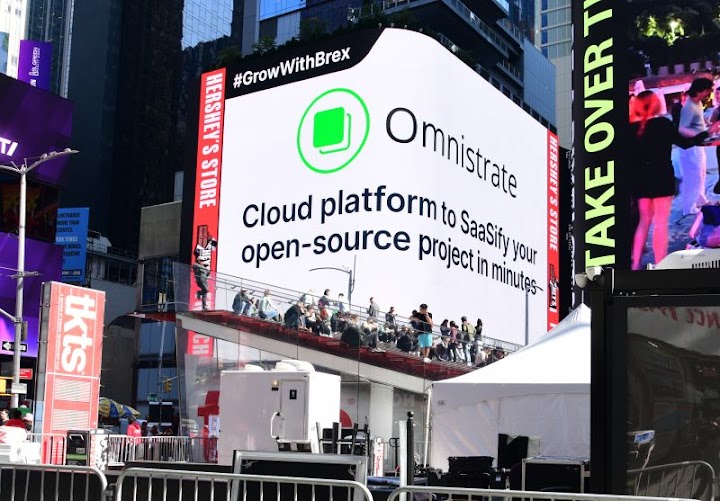 #GrowWithBrex
HERSHEY'S STORE
Omnistrate
Cloud platform to SaaSify your
open-source project in minutes
HERSHEY'S STORE
TAKE OVER
tkts